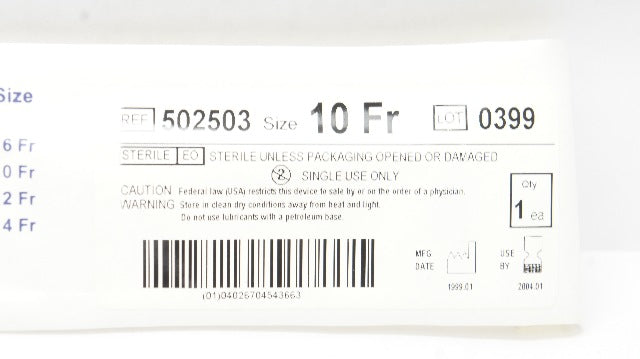 Size
6 Fr
0 Fr
2 Fr
4 Fr
REF 502503 Size 10 Fr LOT 0399
STERILE EO STERILE UNLESS PACKAGING OPENED OR DAMAGED
2 SINGLE USE ONLY
CAUTION Federal law (USA) restricts this device to sale by or on the order of a physician.
WARNING Store in clean dry conditions away from heat and light.
Do not use lubricants with a petroleum base.
Qty
1 ea
(01)04026704543663
MFG
DATE
1999.01
USE
BY
2004.01